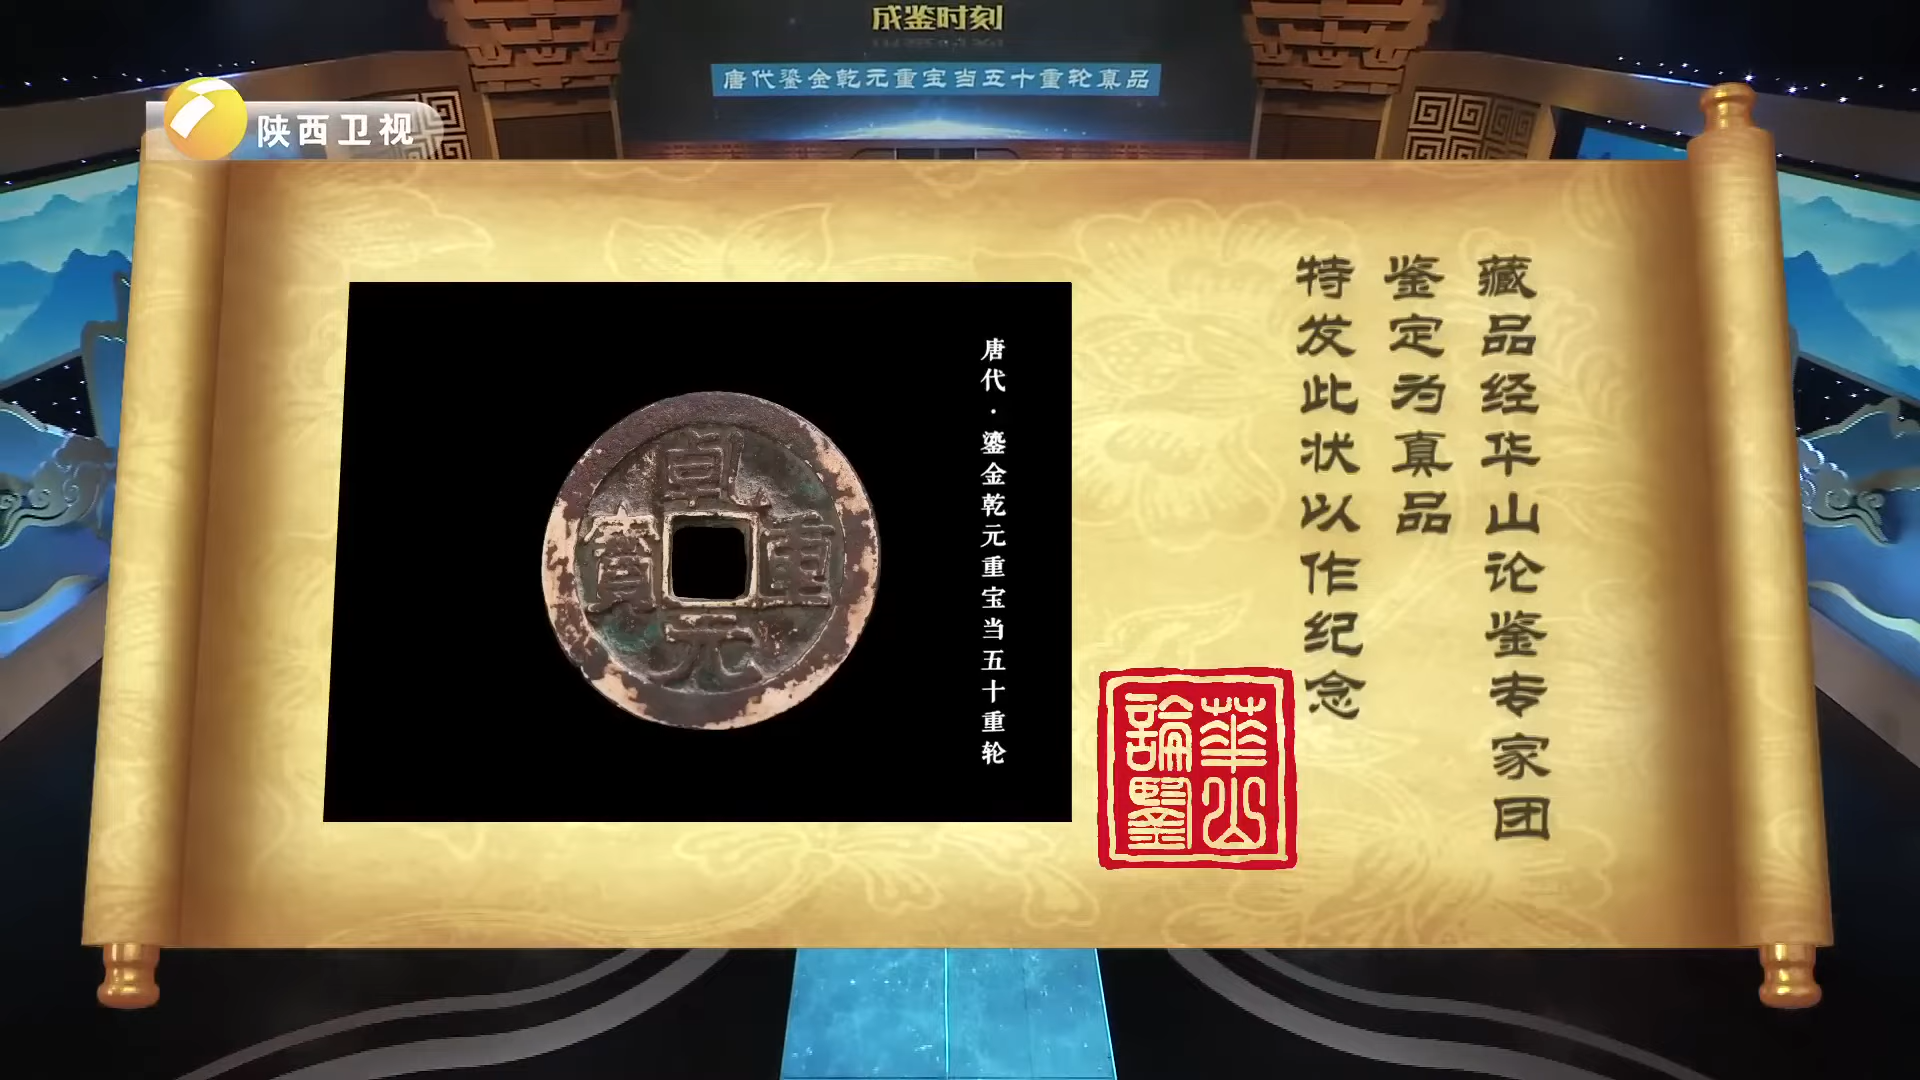 成鉴时刻
唐代鎏金乾元重宝当五十重轮真品
陕西卫视
藏品经华山论鉴专家团
鉴定为真品
特发此状以作纪念
唐代·鎏金乾元重宝当五十重轮
乾元重寶
華山
論鑒